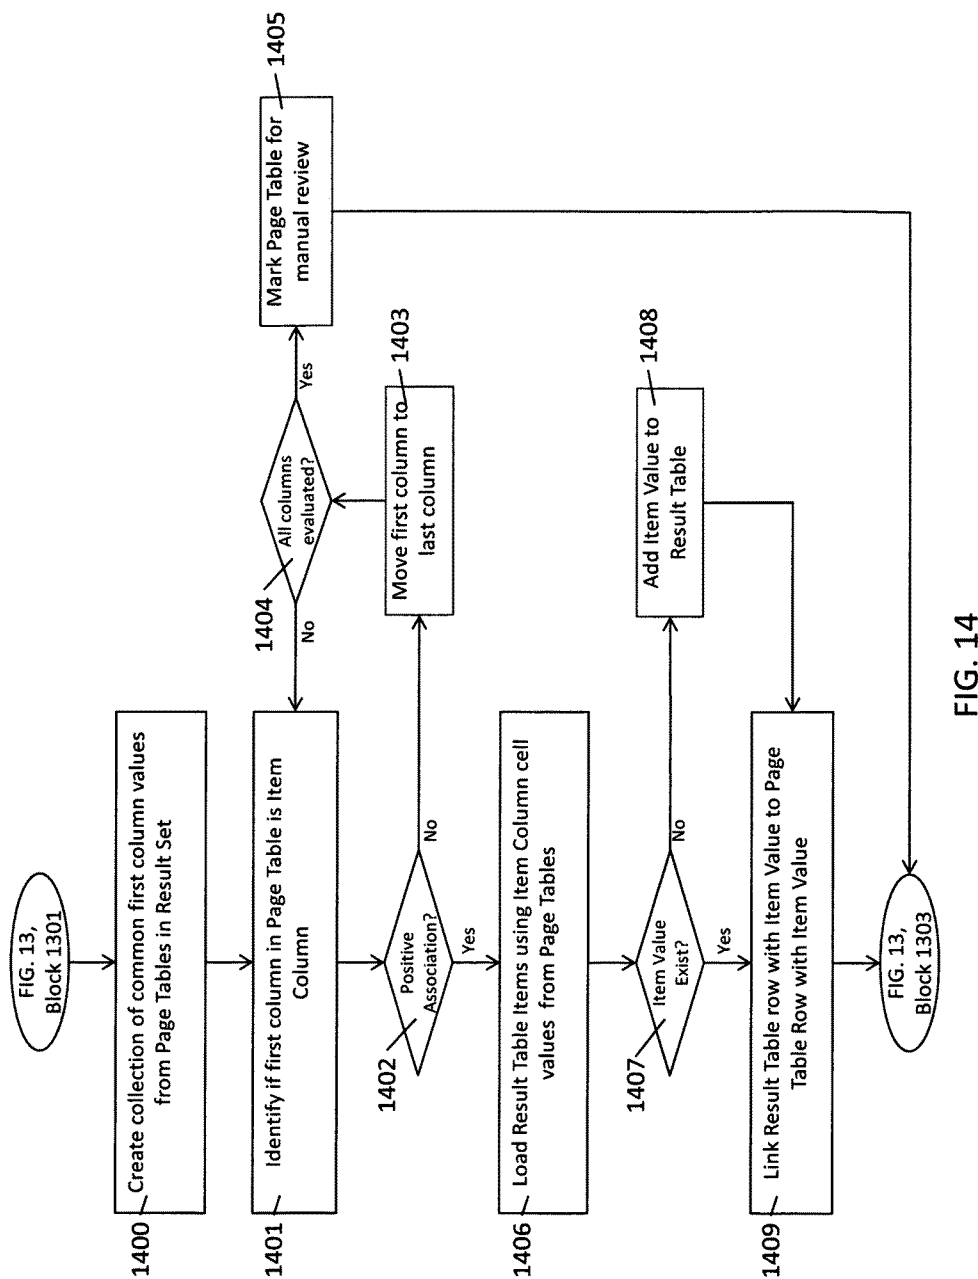 FIG. 13,
Block 1301
1400
Create collection of common first column values
from Page Tables in Result Set
1401
Identify if first column in Page Table is Item
Column
1402
Positive
Association?
No
Yes
1403
Move first column to
last column
1404
All columns
evaluated?
No
Yes
1405
Mark Page Table for
manual review
1406
Load Result Table Items using Item Column cell
values from Page Tables
1407
Item Value
Exist?
No
Yes
1408
Add Item Value to
Result Table
1409
Link Result Table row with Item Value to Page
Table Row with Item Value
FIG. 13,
Block 1303
FIG. 14